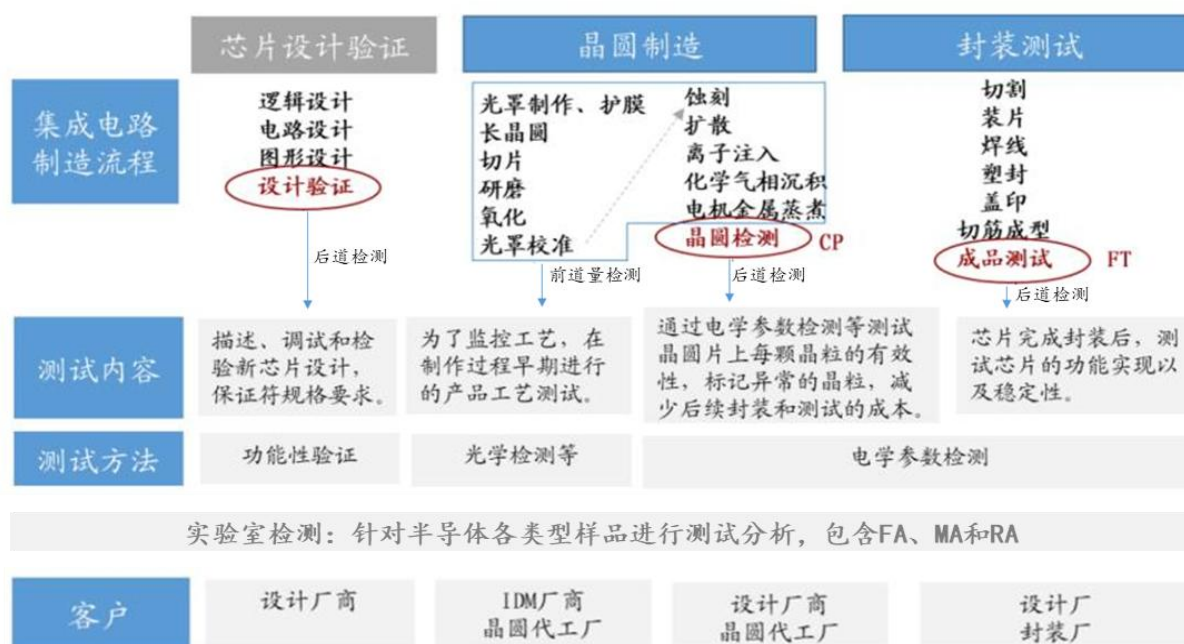 芯片设计验证
晶圆制造
封装测试
集成电路
制造流程
逻辑设计
电路设计
图形设计
设计验证
光罩制作、护膜
长晶圆
切片
研磨
氧化
光罩校准
蚀刻
扩散
离子注入
化学气相沉积
电机金属蒸煮
晶圆检测
CP
切割
装片
焊线
塑封
盖印
切筋成型
成品测试
FT
后道检测
前道量检测
后道检测
后道检测
测试内容
描述、调试和检
验新芯片设计,
保证符规格要求。
为了监控工艺，在
制作过程早期进行
的产品工艺测试。
通过电学参数检测等测试
晶圆片上每颗晶粒的有效
性，标记异常的晶粒，减
少后续封装和测试的成本。
芯片完成封装后，测
试芯片的功能实现以
及稳定性。
测试方法
功能性验证
光学检测等
电学参数检测
实验室检测：针对半导体各类型样品进行测试分析，包含FA、MA和RA
客户
设计厂商
IDM厂商
晶圆代工厂
设计厂商
晶圆代工厂
设计厂
封装厂